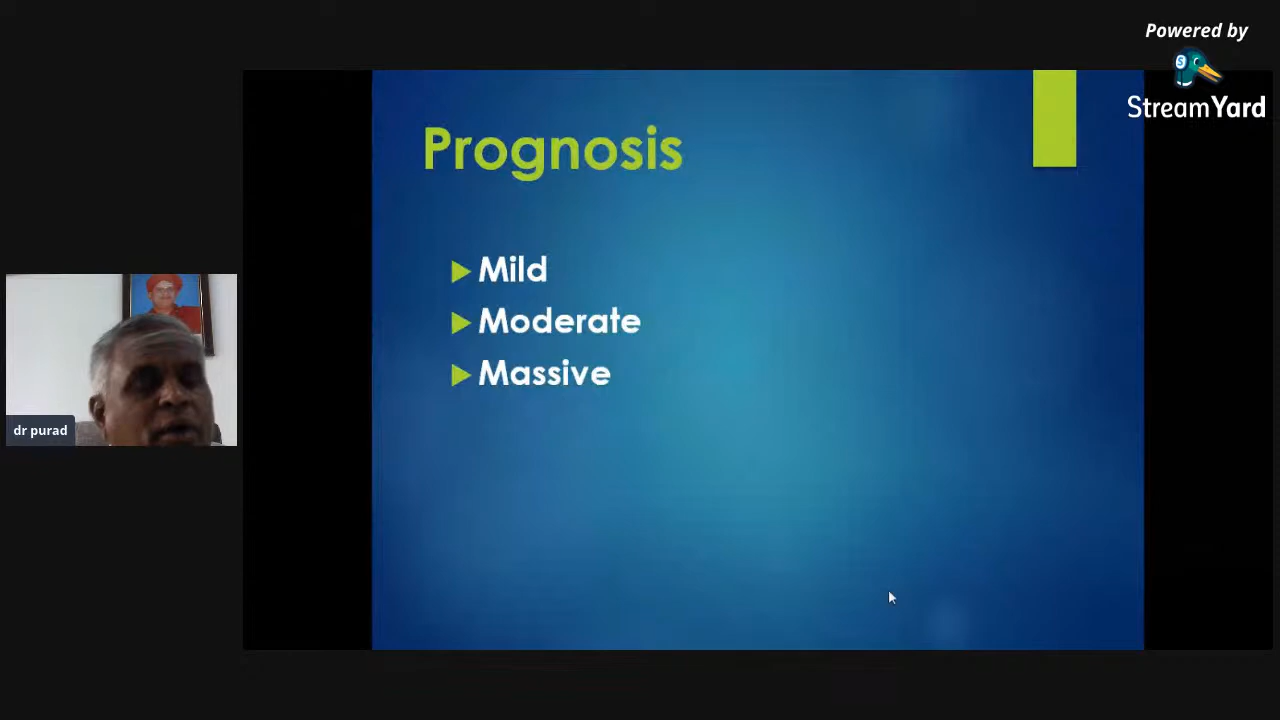 Powered by
StreamYard
Prognosis
Mild
Moderate
Massive
dr purad